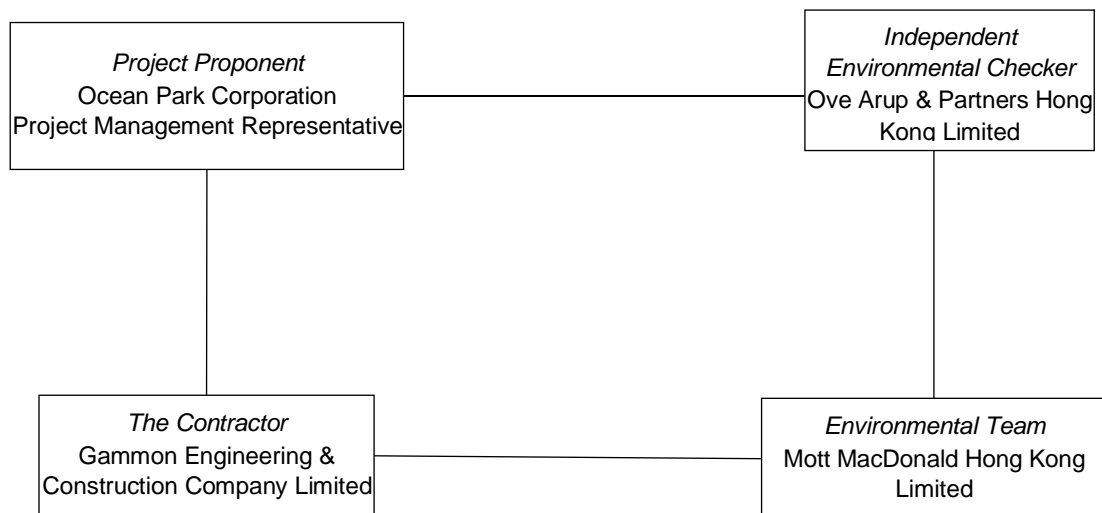 Project Proponent
Ocean Park Corporation
Project Management Representative
Independent
Environmental Checker
Ove Arup & Partners Hong
Kong Limited
The Contractor
Gammon Engineering &
Construction Company Limited
Environmental Team
Mott MacDonald Hong Kong
Limited